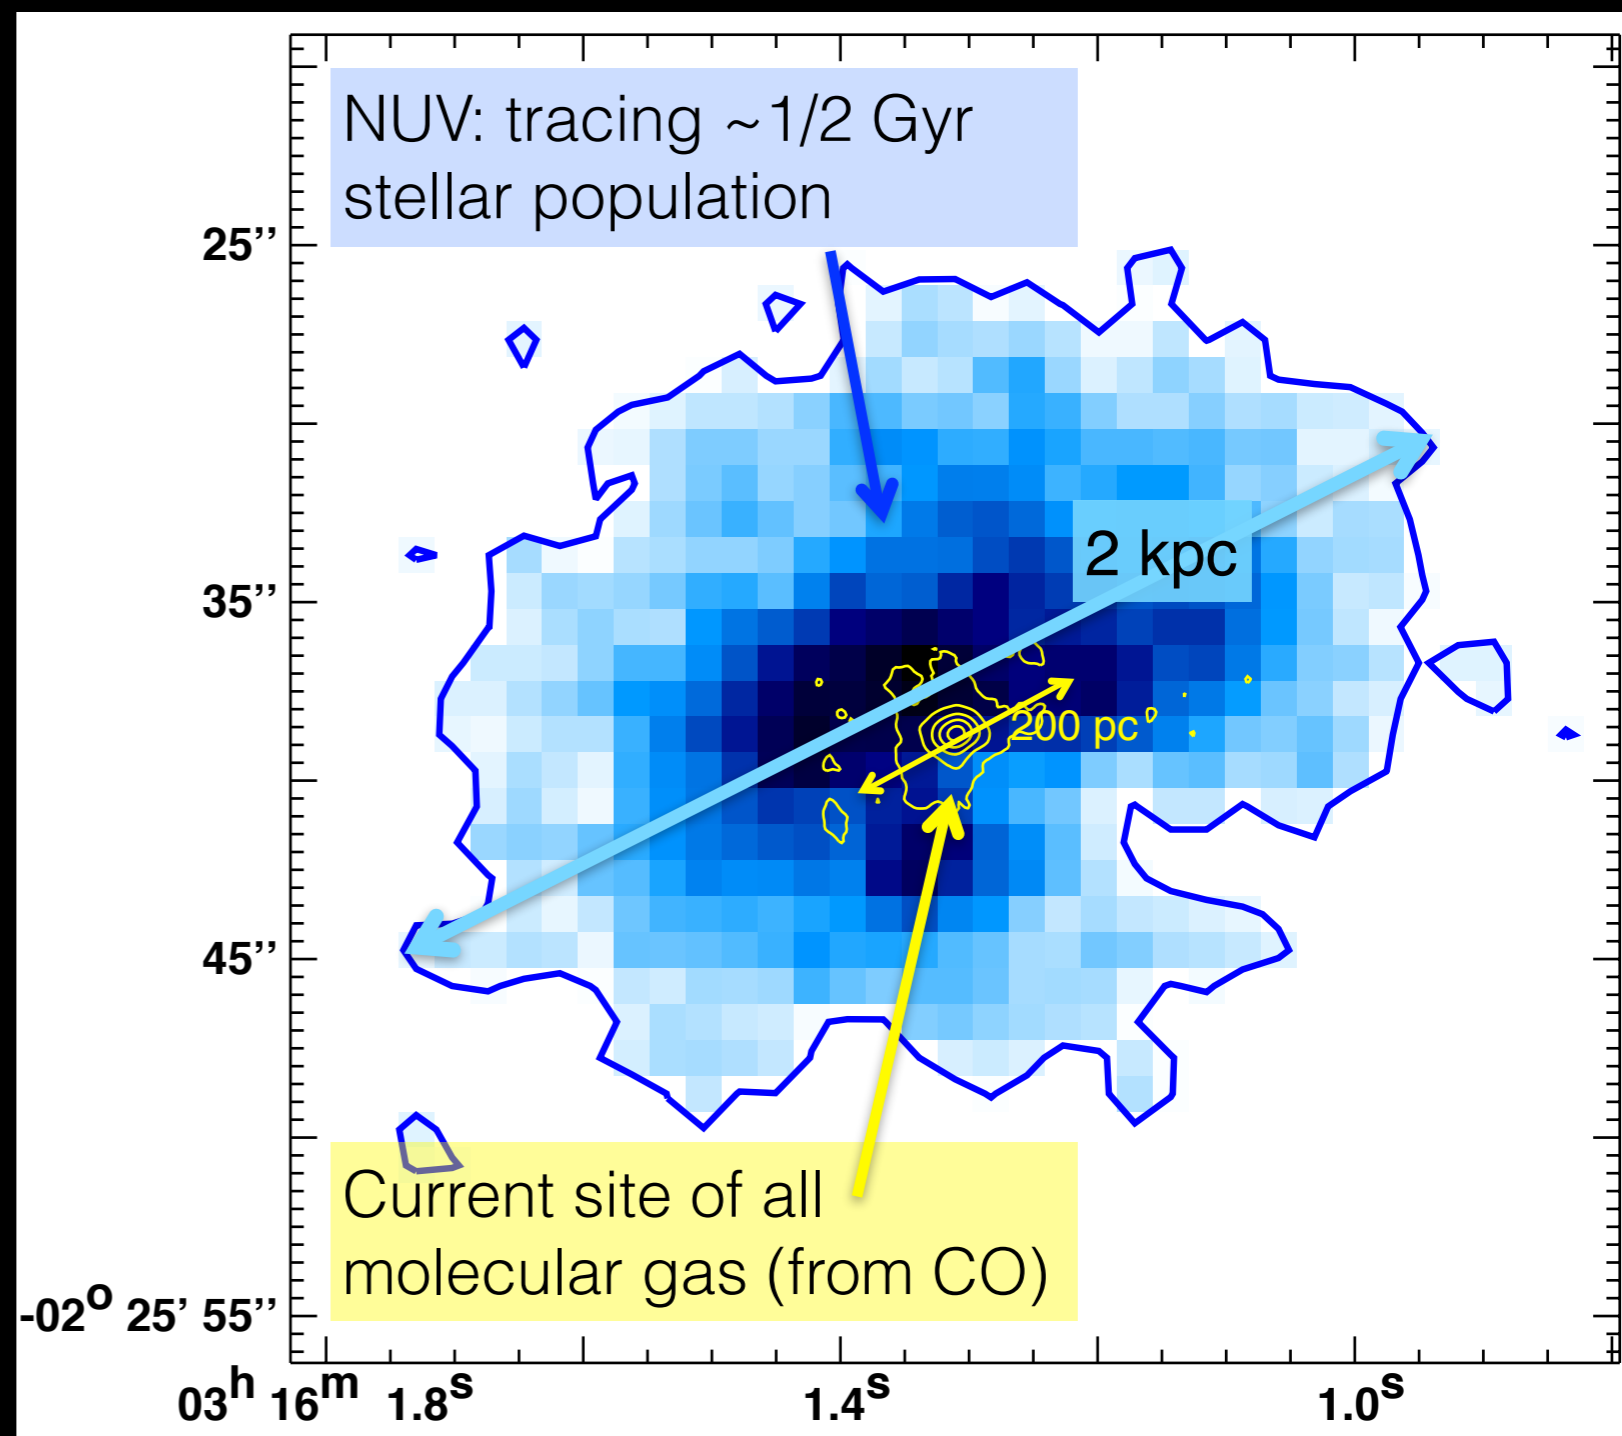 NUV: tracing ~1/2 Gyr
stellar population
25’’
35’’
2 kpc
200 pc
45’’
Current site of all
molecular gas (from CO)
-02º 25’ 55’’
03ʰ 16ᵐ 1.8ˢ 1.4ˢ 1.0ˢ